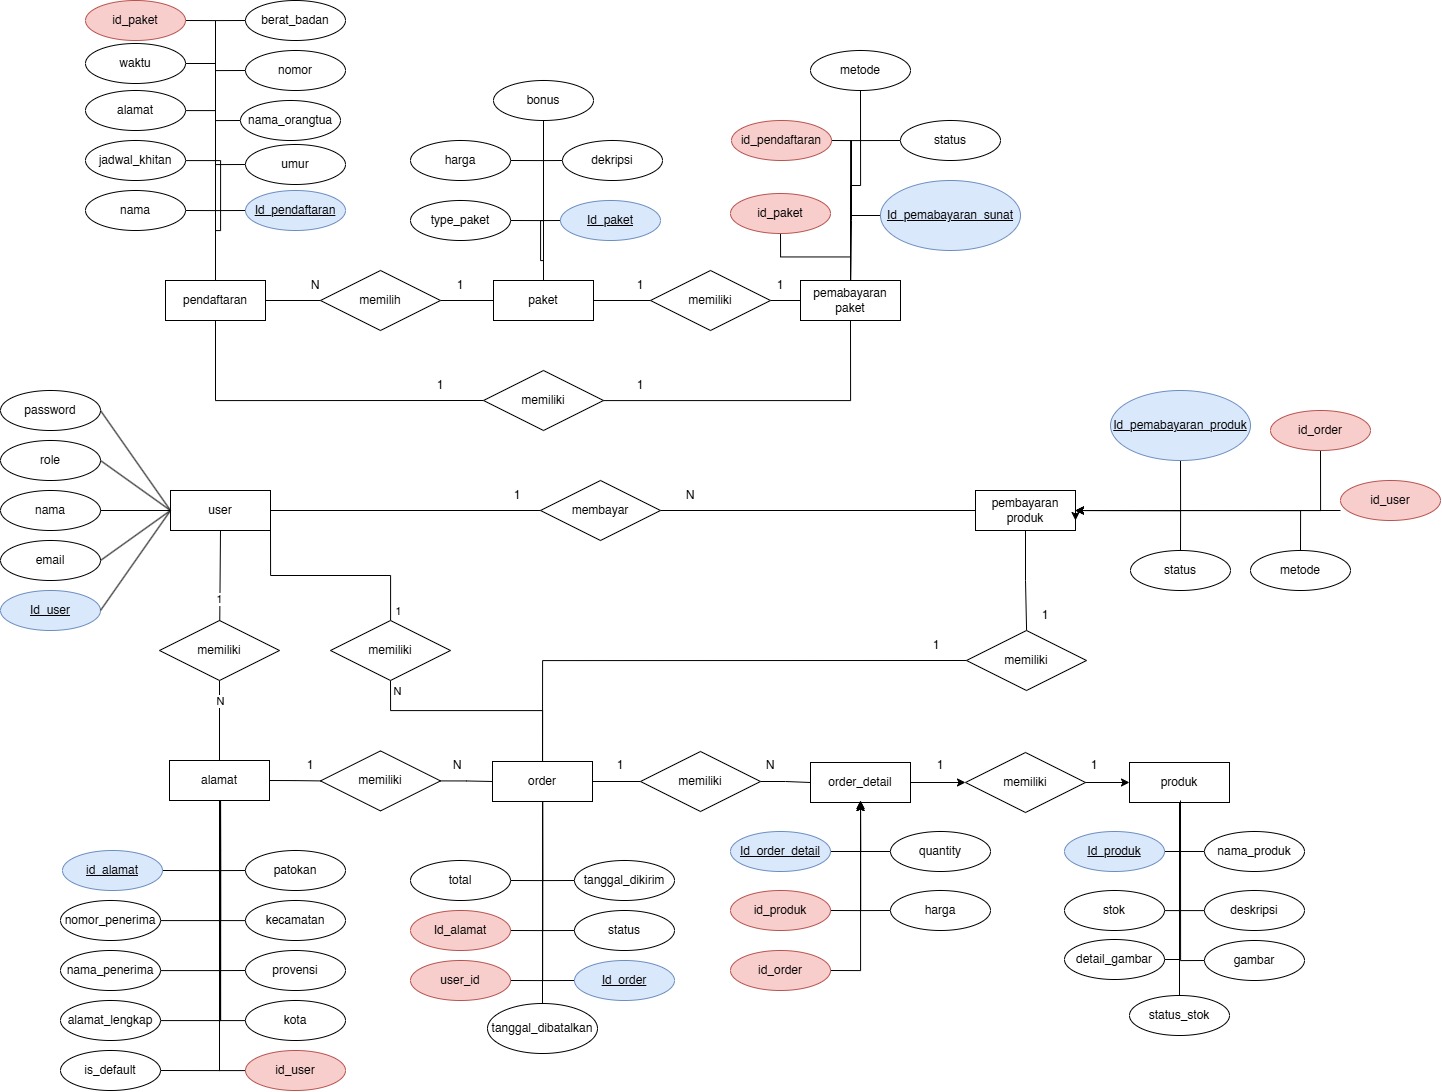 id_paket
berat_badan
waktu
nomor
alamat
nama_orangtua
jadwal_khitan
umur
nama
Id_pendaftaran
bonus
harga
dekripsi
type_paket
Id_paket
metode
id_pendaftaran
status
id_paket
Id_pemabayaran_sunat
pendaftaran
N
memilih
1
paket
1
memiliki
1
pemabayaran
paket
1
memiliki
1
password
role
nama
email
Id_user
user
1
membayar
N
pembayaran
produk
Id_pemabayaran_produk
id_order
id_user
status
metode
1
memiliki
N
1
memiliki
N
1
memiliki
1
alamat
1
memiliki
N
order
1
memiliki
N
order_detail
1
memiliki
1
produk
id_alamat
patokan
nomor_penerima
kecamatan
nama_penerima
provensi
alamat_lengkap
kota
is_default
id_user
total
tanggal_dikirim
Id_alamat
status
user_id
Id_order
tanggal_dibatalkan
Id_order_detail
quantity
id_produk
harga
id_order
Id_produk
nama_produk
stok
deskripsi
detail_gambar
gambar
status_stok